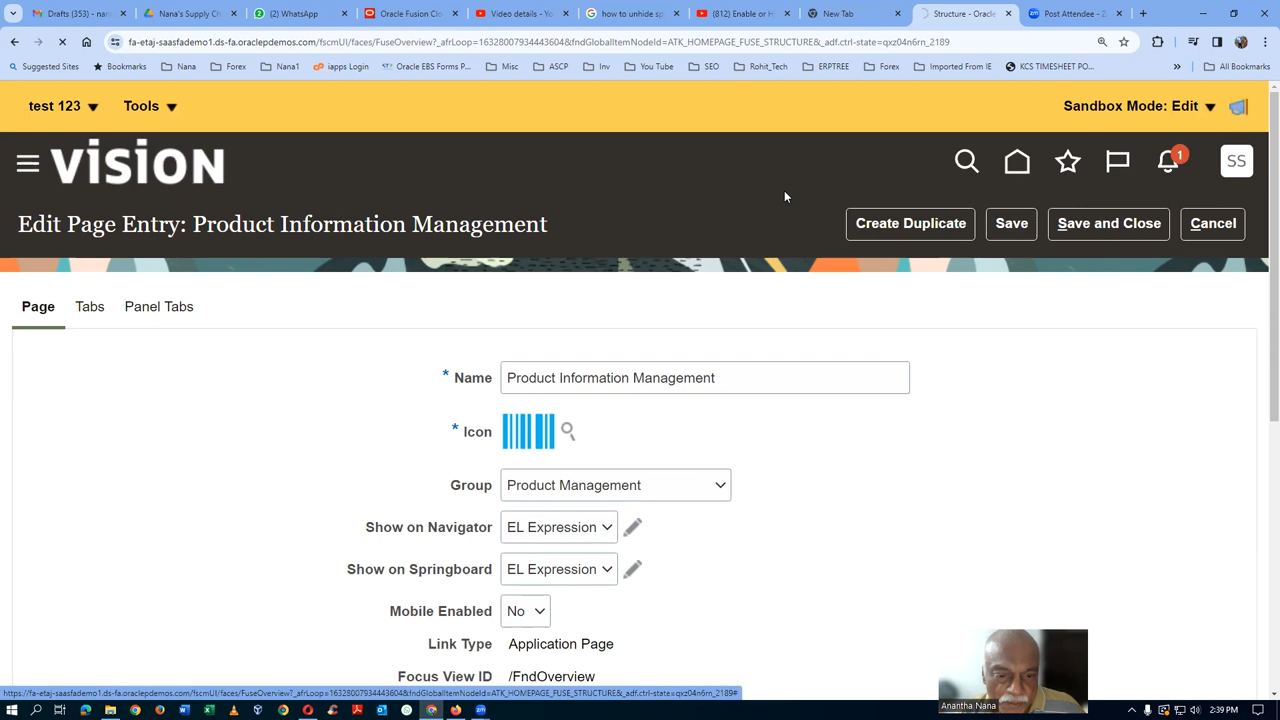 Drafts (353) - nana
Nana's Supply Ch
(2) WhatsApp
Oracle Fusion Clo
Video details - Yo
how to unhide sp
(812) Enable or H
New Tab
Structure - Oracle
Post Attendee - Z
fa-etaj-saasfademo1.ds-fa.oraclepdemos.com/fscmUI/faces/FuseOverview?_afrLoop=16328007934443604&fndGlobalItemNodeId=ATK_HOMEPAGE_FUSE_STRUCTURE&_adf.ctrl-state=qxz04n6rn_2189
Suggested Sites
Bookmarks
Nana
Forex
Nana1
iapps Login
Oracle EBS Forms P...
Misc
ASCP
Inv
You Tube
SEO
Rohit_Tech
ERPTREE
Forex
Imported From IE
KCS TIMESHEET PO...
»
All Bookmarks
test 123
Tools
Sandbox Mode: Edit
VISION
1
SS
Edit Page Entry: Product Information Management
Create Duplicate
Save
Save and Close
Cancel
Page
Tabs
Panel Tabs
* Name Product Information Management
* Icon
Group Product Management
Show on Navigator EL Expression
Show on Springboard EL Expression
Mobile Enabled No
Link Type Application Page
Focus View ID /FndOverview
https://fa-etaj-saasfademo1.ds-fa.oraclepdemos.com/fscmUI/faces/FuseOverview?_afrLoop=16328007934443604&fndGlobalItemNodeId=ATK_HOMEPAGE_FUSE_STRUCTURE&_adf.ctrl-state=qxz04n6rn_2189#
Anantha Nana
2:39 PM